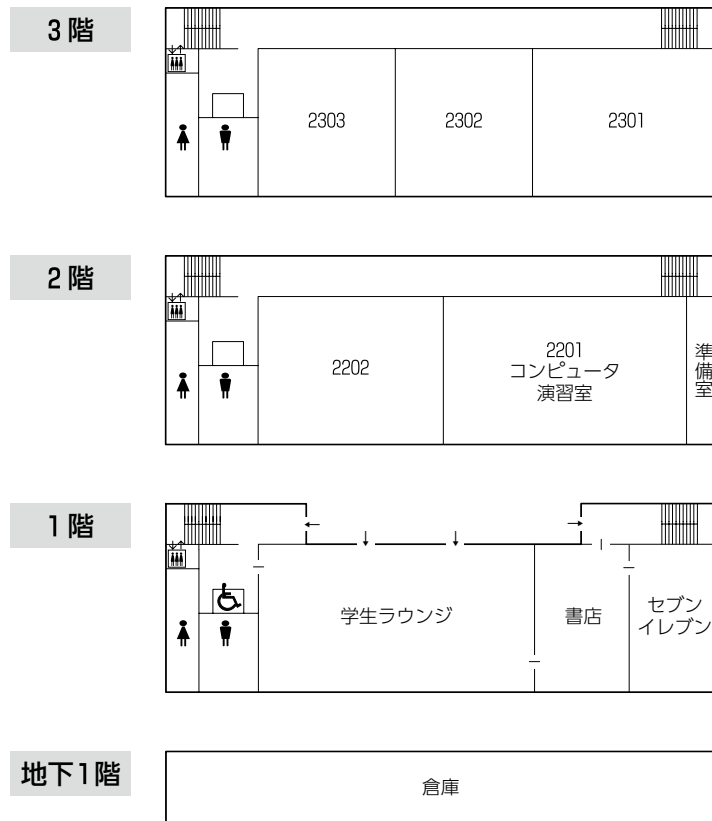 3階
2303
2302
2301
2階
2202
2201
コンピュータ
演習室
準備室
1階
学生ラウンジ
書店
セブン
イレブン
地下1階
倉庫